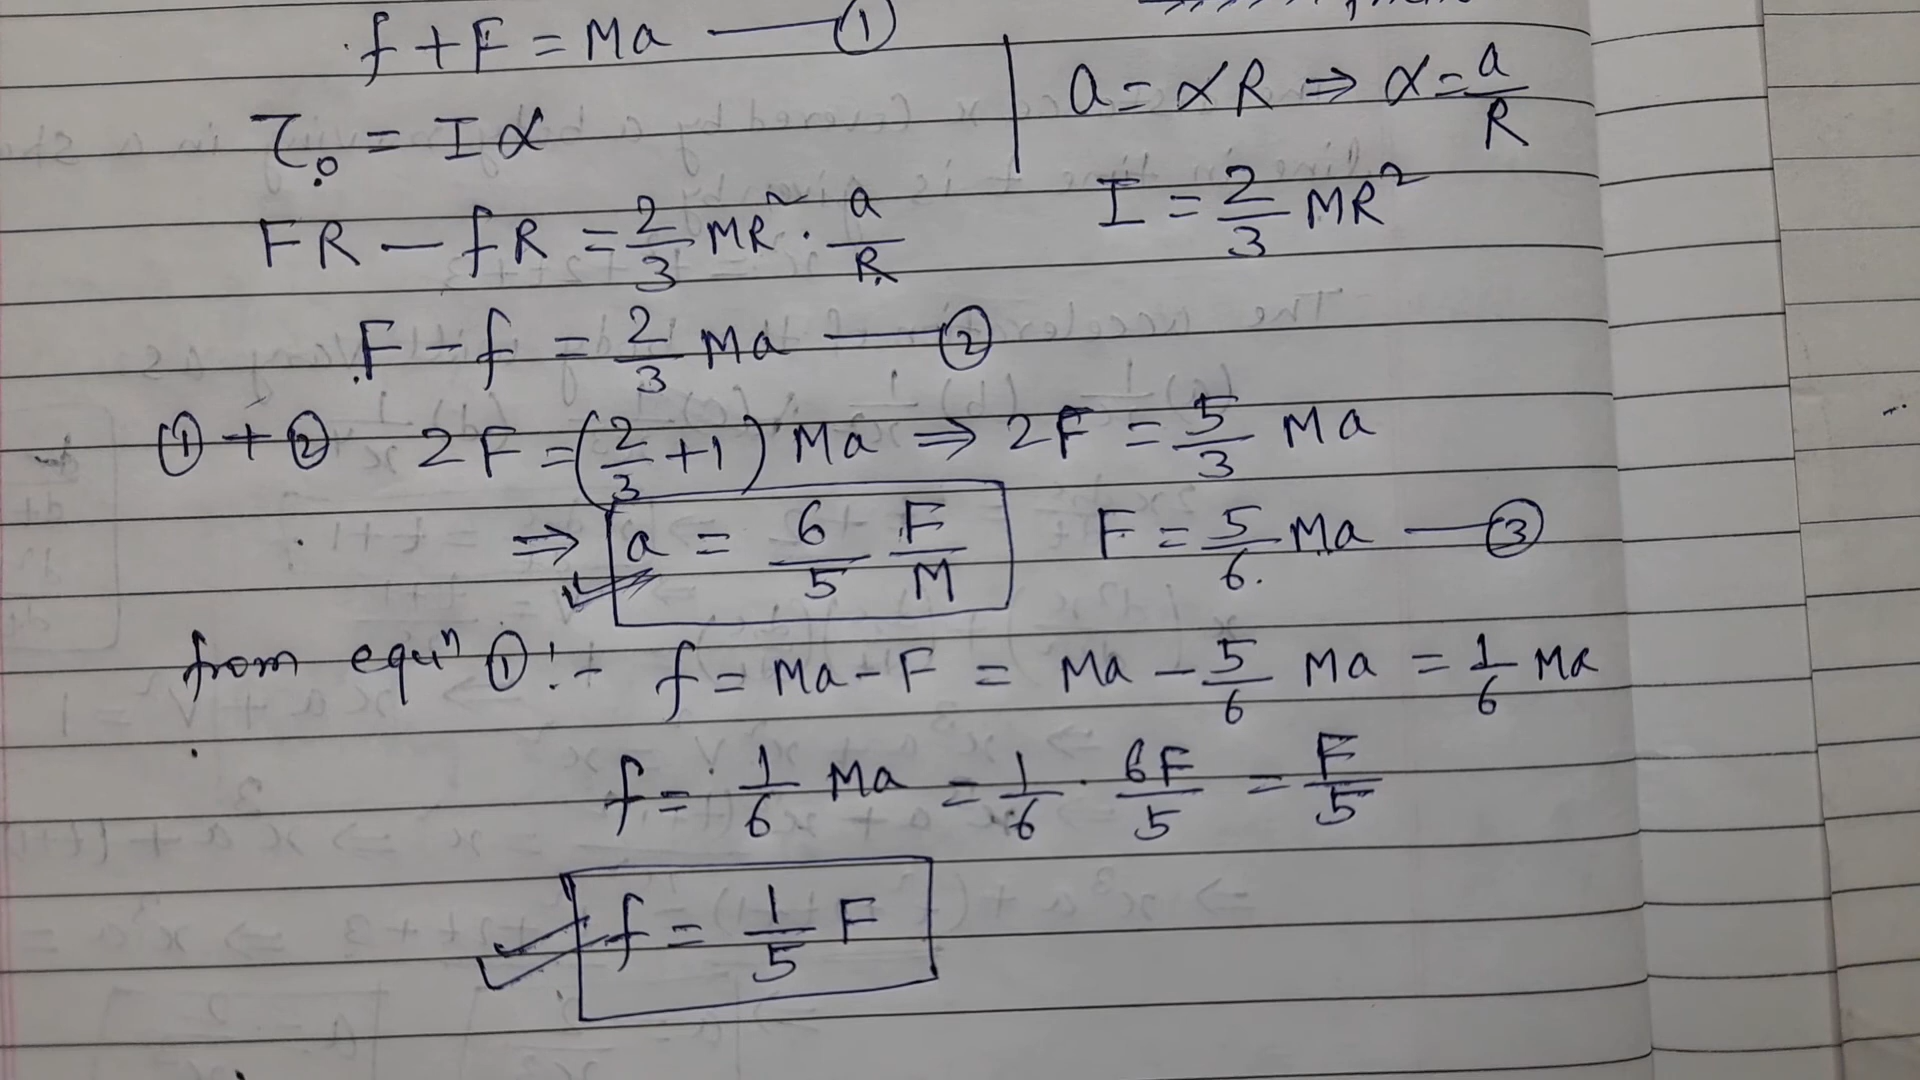 f + F = Ma — ①
a = αR ⇒ α = a/R
τ₀ = Iα
I = 2/3 MR²
FR – fR = 2/3 MR² · a/R
F – f = 2/3 Ma — ②
① + ② 2F = (2/3 + 1) Ma ⇒ 2F = 5/3 Ma
⇒ a = 6/5 F/M F = 5/6 Ma — ③
from equⁿ ① :- f = Ma – F = Ma – 5/6 Ma = 1/6 Ma
f = 1/6 Ma = 1/6 · 6F/5 = F/5
f = 1/5 F